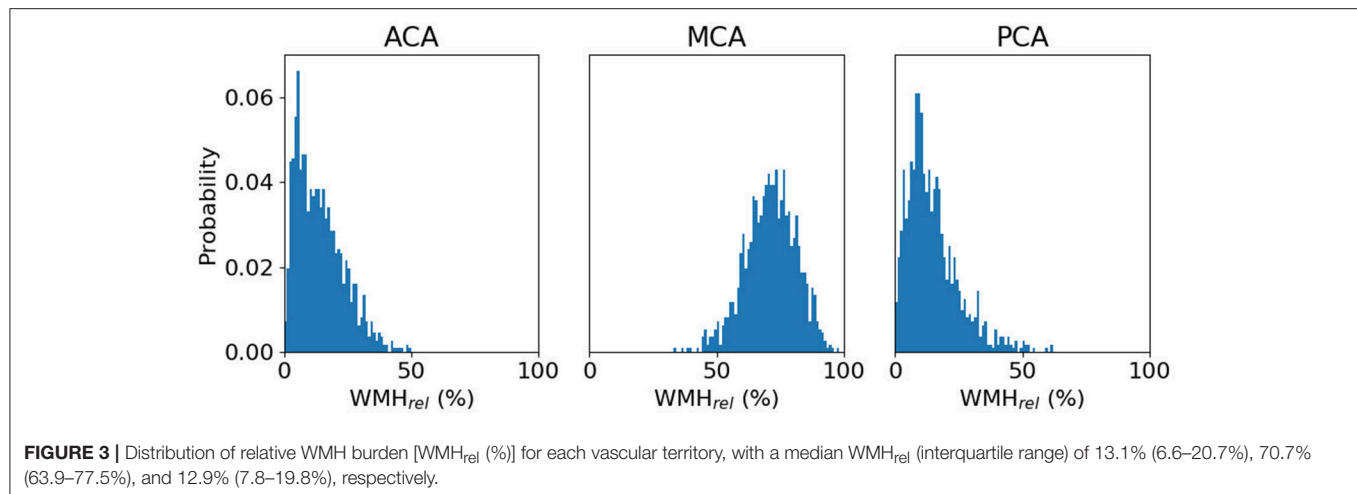 ACA MCA PCA
0.06
0.04
0.02
0.00
Probability
0 50 100 0 50 100 0 50 100
WMHrel (%) WMHrel (%) WMHrel (%)
FIGURE 3 | Distribution of relative WMH burden [WMHrel (%)] for each vascular territory, with a median WMHrel (interquartile range) of 13.1% (6.6–20.7%), 70.7%
(63.9–77.5%), and 12.9% (7.8–19.8%), respectively.